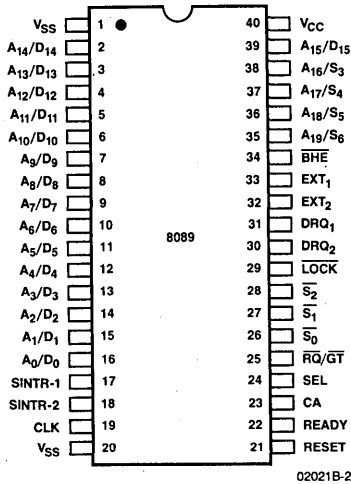 VSS 1 40 VCC
A14/D14 2 39 A15/D15
A13/D13 3 38 A16/S3
A12/D12 4 37 A17/S4
A11/D11 5 36 A18/S5
A10/D10 6 35 A19/S6
A9/D9 7 34 BHE
A8/D8 8 33 EXT1
A7/D7 9 32 EXT2
A6/D6 10 31 DRQ1
8089
A5/D5 11 30 DRQ2
A4/D4 12 29 LOCK
A3/D3 13 28 S2
A2/D2 14 27 S1
A1/D1 15 26 S0
A0/D0 16 25 RQ/GT
SINTR-1 17 24 SEL
SINTR-2 18 23 CA
CLK 19 22 READY
VSS 20 21 RESET
02021B-2